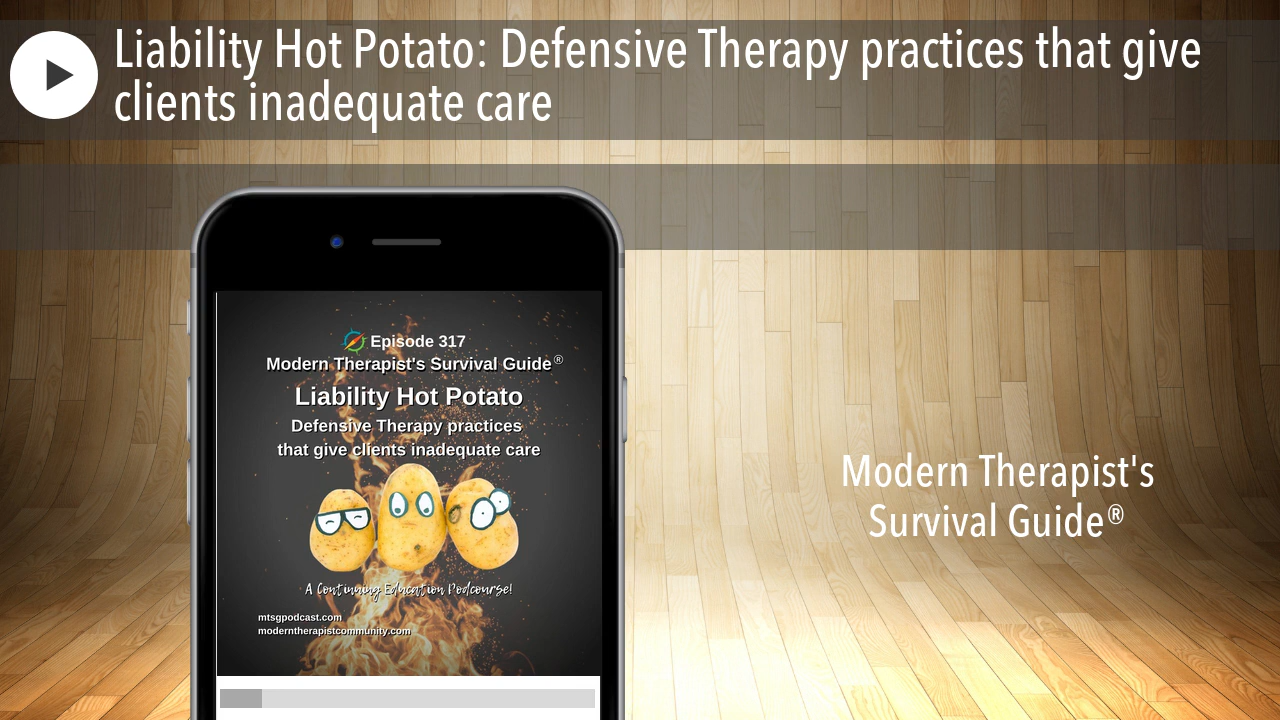 Liability Hot Potato: Defensive Therapy practices that give
clients inadequate care
Episode 317
Modern Therapist's Survival Guide®
Liability Hot Potato
Defensive Therapy practices
that give clients inadequate care
A Continuing Education Podcourse!
mtsgpodcast.com
moderntherapistcommunity.com
Modern Therapist's
Survival Guide®